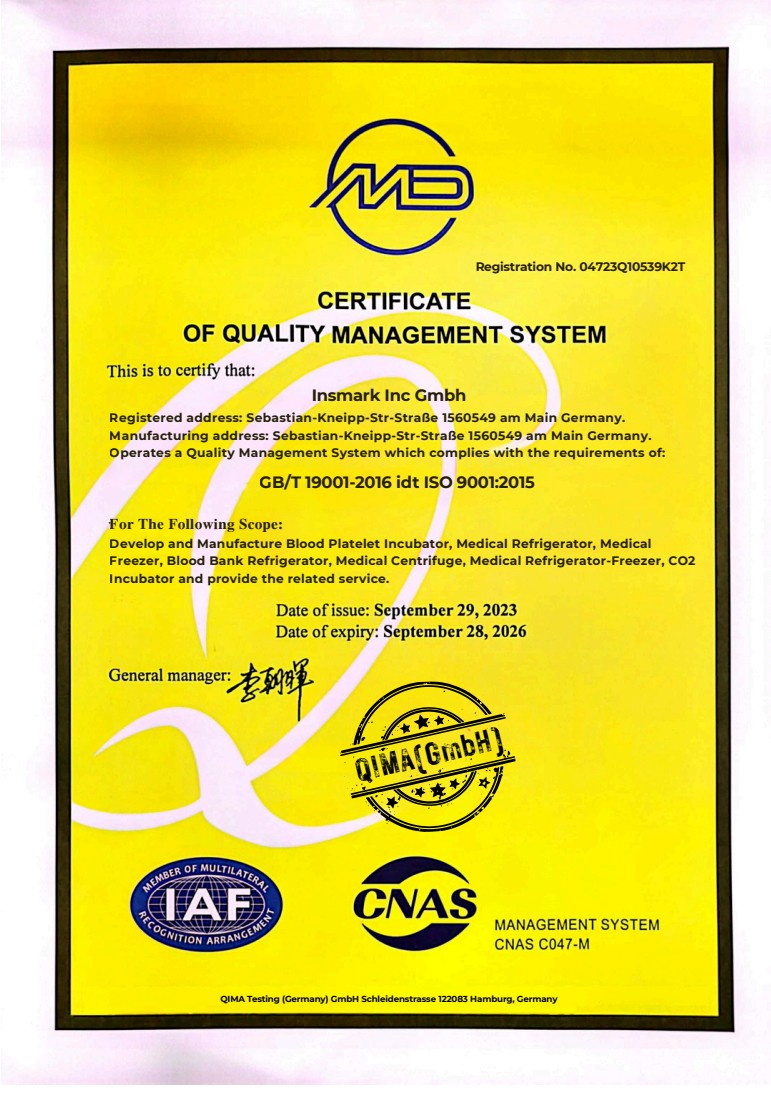 MD
Registration No. 04723Q10539K2T
CERTIFICATE
OF QUALITY MANAGEMENT SYSTEM
This is to certify that:
Insmark Inc Gmbh
Registered address: Sebastian-Kneipp-Str-Straße 1560549 am Main Germany.
Manufacturing address: Sebastian-Kneipp-Str-Straße 1560549 am Main Germany.
Operates a Quality Management System which complies with the requirements of:
GB/T 19001-2016 idt ISO 9001:2015
For The Following Scope:
Develop and Manufacture Blood Platelet Incubator, Medical Refrigerator, Medical
Freezer, Blood Bank Refrigerator, Medical Centrifuge, Medical Refrigerator-Freezer, CO2
Incubator and provide the related service.
Date of issue: September 29, 2023
Date of expiry: September 28, 2026
General manager: 李朝暉
QIMA(GmbH)
MEMBER OF MULTILATERAL
IAF
RECOGNITION ARRANGEMENT
CNAS
MANAGEMENT SYSTEM
CNAS C047-M
QIMA Testing (Germany) GmbH Schleidenstrasse 122083 Hamburg, Germany